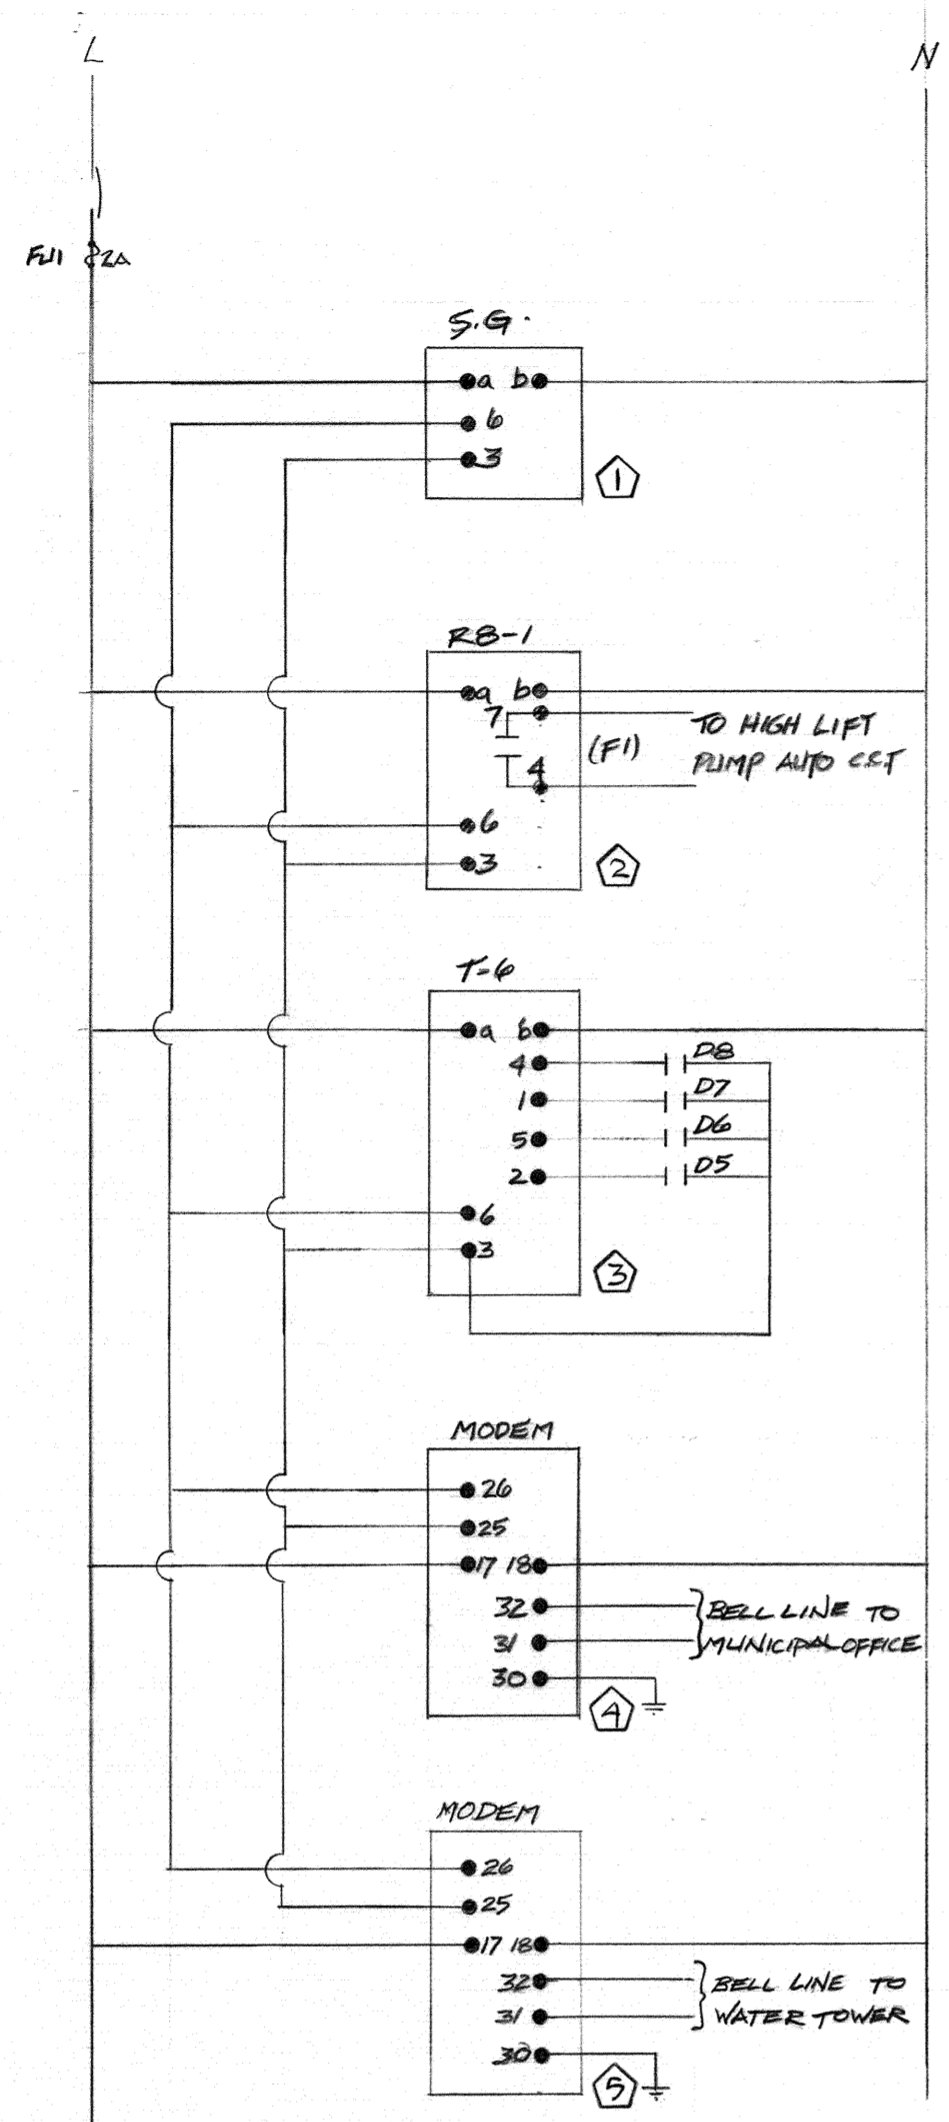 L
N
FU1 2A
S.G.
a b
6
3
1
R8-1
a b
7
TO HIGH LIFT
(F1)
PUMP AUTO CCT
4
6
3
2
T-6
a b
4 D8
1 D7
5 D6
2 D5
6
3
3
MODEM
26
25
17 18
32
BELL LINE TO
31
MUNICIPAL OFFICE
30
4
MODEM
26
25
17 18
32
BELL LINE TO
31
WATER TOWER
30
5